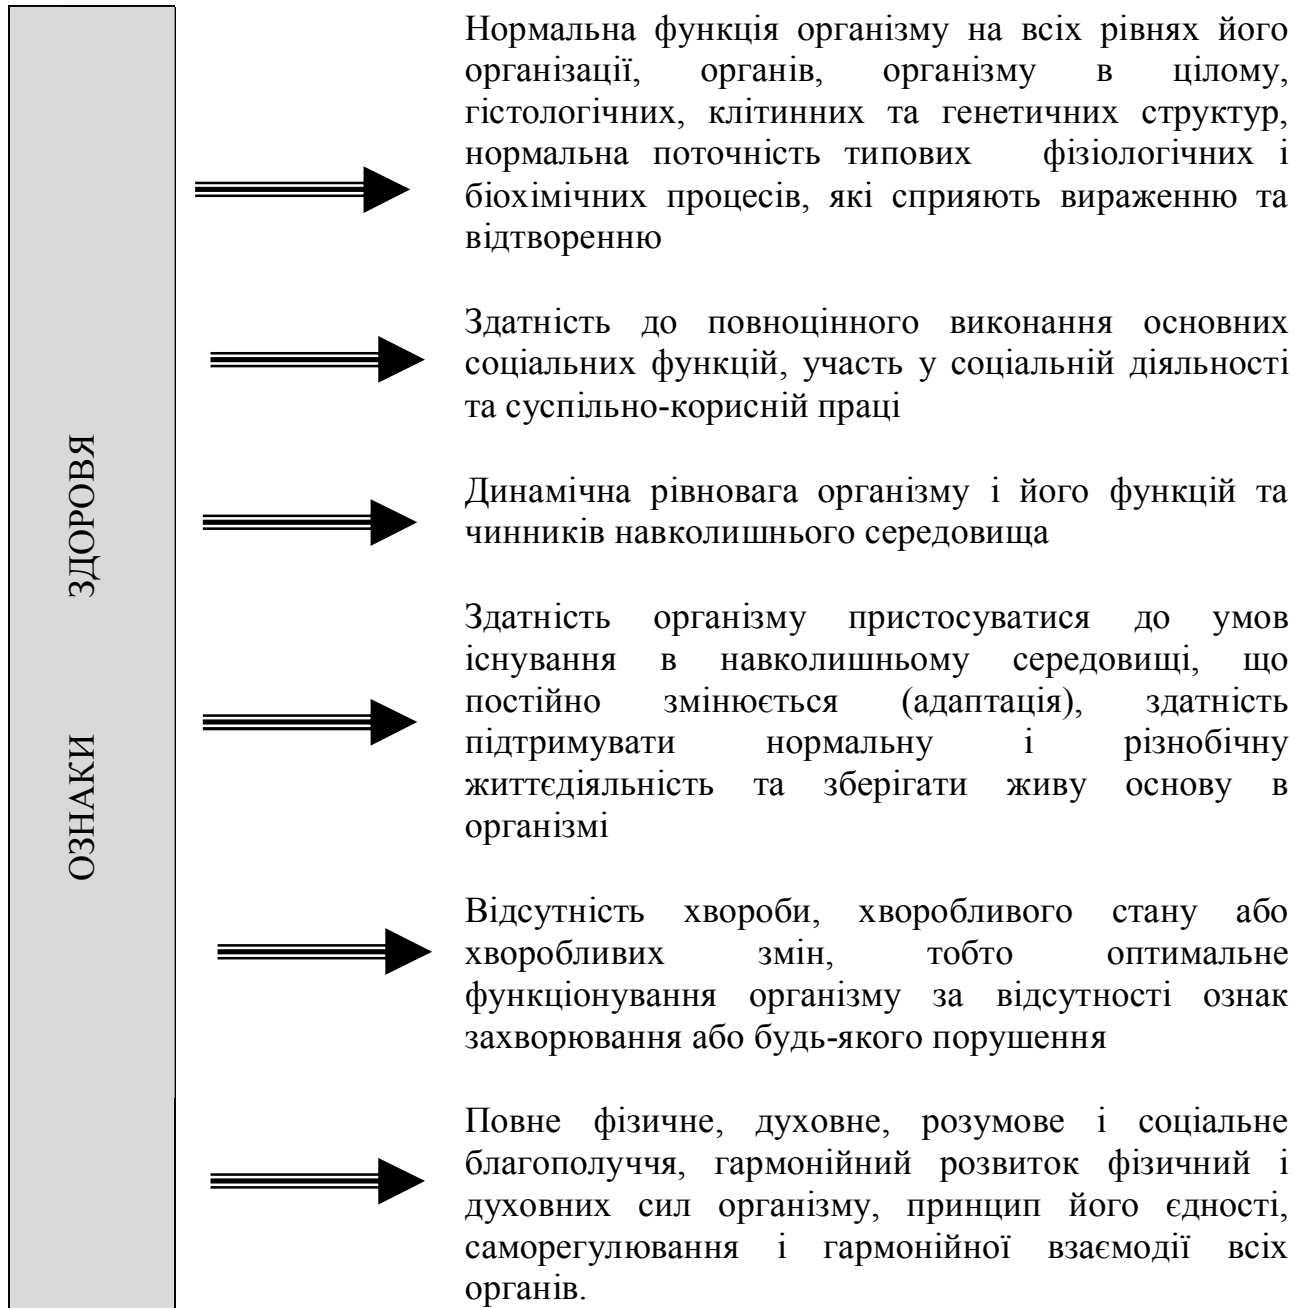 ОЗНАКИ ЗДОРОВЯ
Нормальна функція організму на всіх рівнях його
організації, органів, організму в цілому,
гістологічних, клітинних та генетичних структур,
нормальна поточність типових фізіологічних і
біохімічних процесів, які сприяють вираженню та
відтворенню
Здатність до повноцінного виконання основних
соціальних функцій, участь у соціальній діяльності
та суспільно-корисній праці
Динамічна рівновага організму і його функцій та
чинників навколишнього середовища
Здатність організму пристосуватися до умов
існування в навколишньому середовищі, що
постійно змінюється (адаптація), здатність
підтримувати нормальну і різнобічну
життєдіяльність та зберігати живу основу в
організмі
Відсутність хвороби, хворобливого стану або
хворобливих змін, тобто оптимальне
функціонування організму за відсутності ознак
захворювання або будь-якого порушення
Повне фізичне, духовне, розумове і соціальне
благополуччя, гармонійний розвиток фізичний і
духовних сил організму, принцип його єдності,
саморегулювання і гармонійної взаємодії всіх
органів.